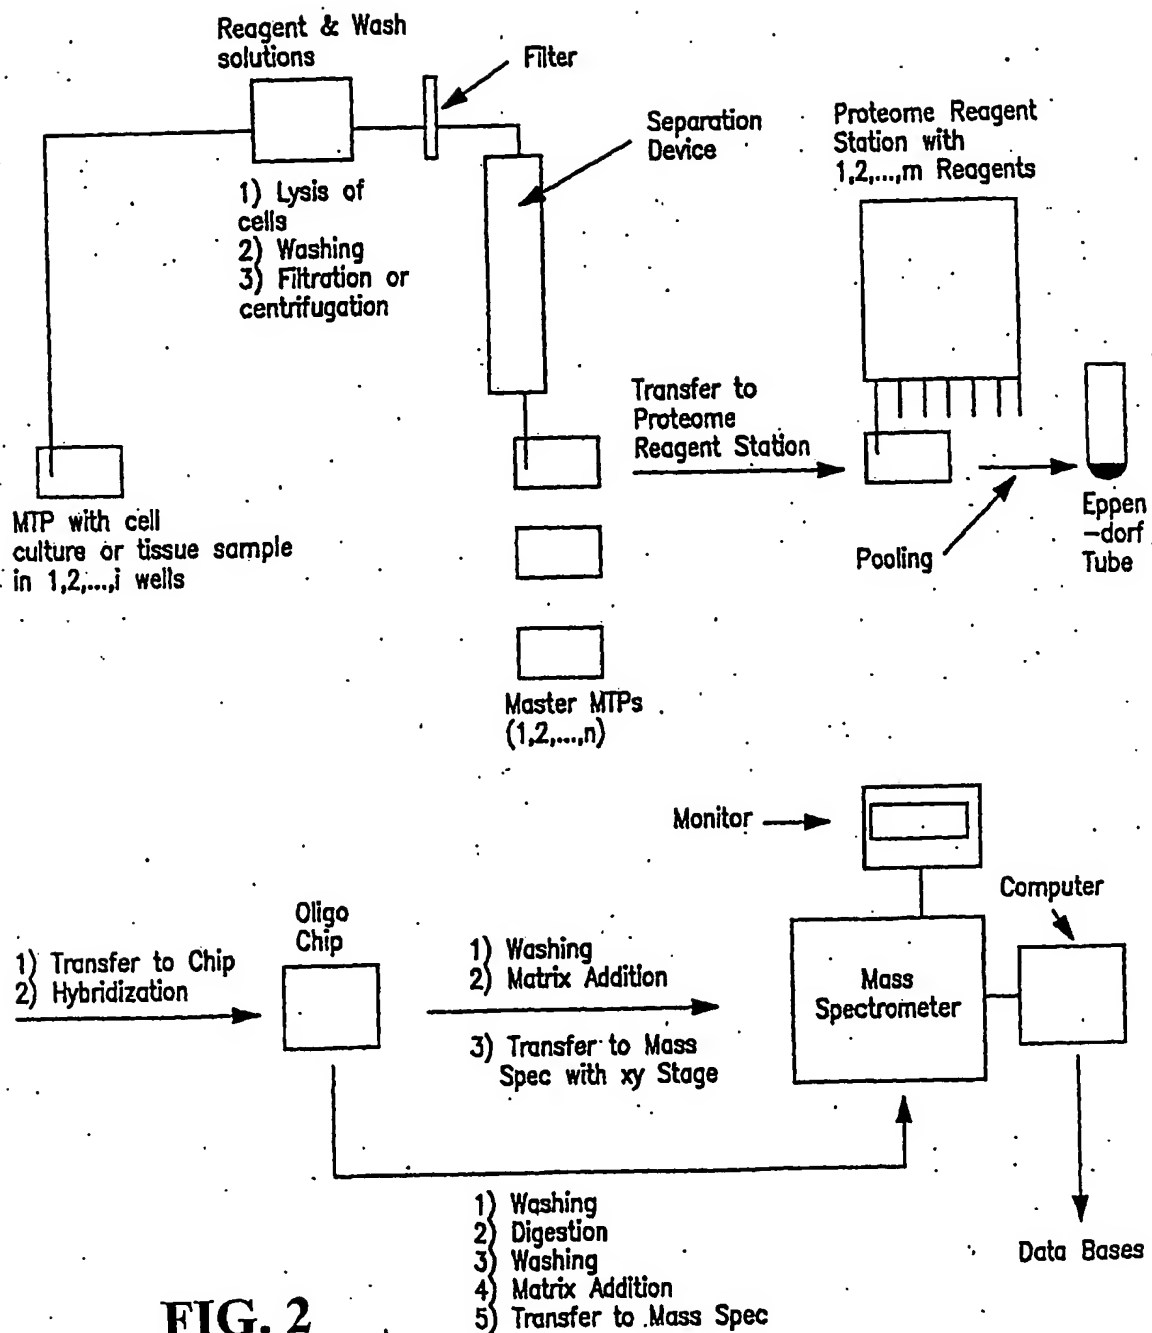 Reagent & Wash
solutions
Filter
Separation
Device
Proteome Reagent
Station with
1,2,...,m Reagents
1) Lysis of
cells
2) Washing
3) Filtration or
centrifugation
Transfer to
Proteome
Reagent Station
MTP with cell
culture or tissue sample
in 1,2,...,i wells
Pooling
Eppen
-dorf
Tube
Master MTPs
(1,2,...,n)
Monitor
Computer
Oligo
Chip
1) Transfer to Chip
2) Hybridization
1) Washing
2) Matrix Addition
3) Transfer to Mass
Spec with xy Stage
Mass
Spectrometer
1) Washing
2) Digestion
3) Washing
4) Matrix Addition
5) Transfer to Mass Spec
Data Bases
FIG. 2